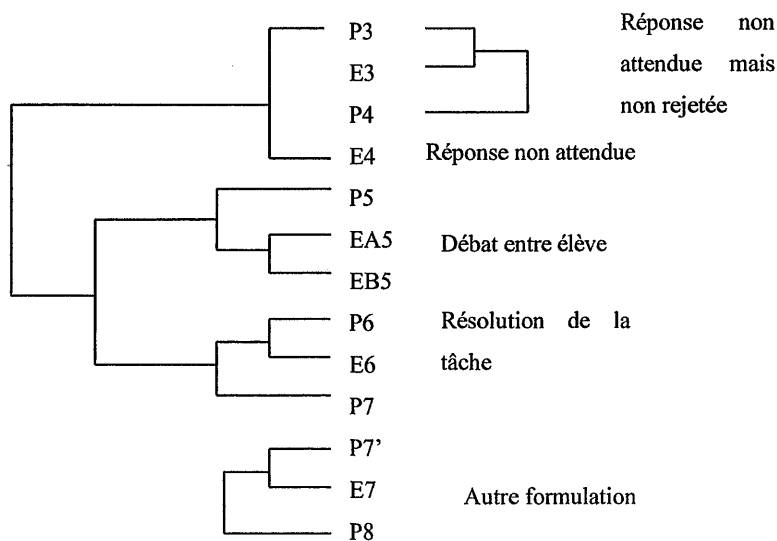 P3
Réponse non
E3
attendue mais
P4
non rejetée
E4
Réponse non attendue
P5
EA5
Débat entre élève
EB5
P6
Résolution de la
E6
tâche
P7
P7’
E7
Autre formulation
P8